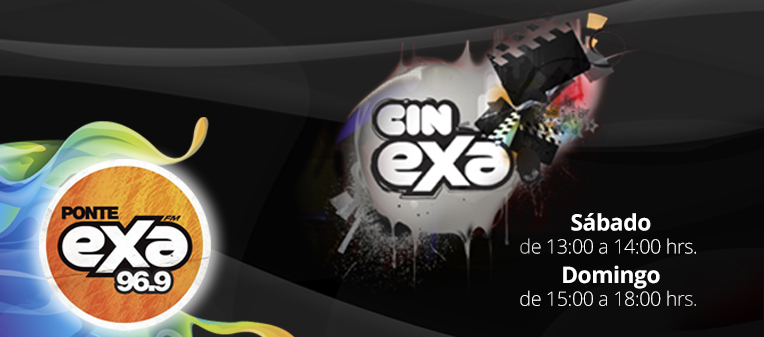 CIN
exa
Sábado
de 13:00 a 14:00 hrs.
Domingo
de 15:00 a 18:00 hrs.
PONTE
exa FM
96.9